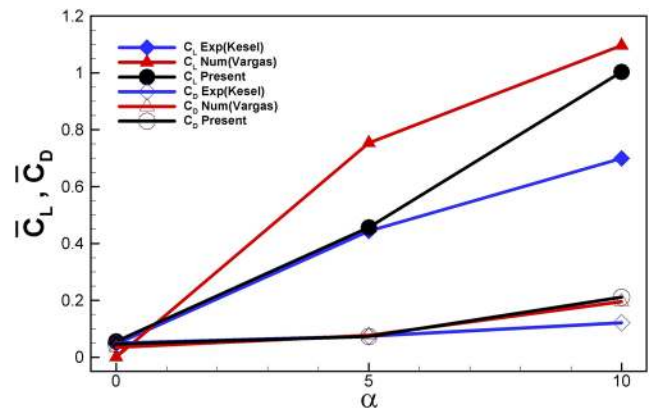 1.2
1
0.8
0.6
0.4
0.2
0
C̅_L , C̅_D
C_L Exp(Kesel)
C_L Num(Vargas)
C_L Present
C_D Exp(Kesel)
C_D Num(Vargas)
C_D Present
0 5 10
α